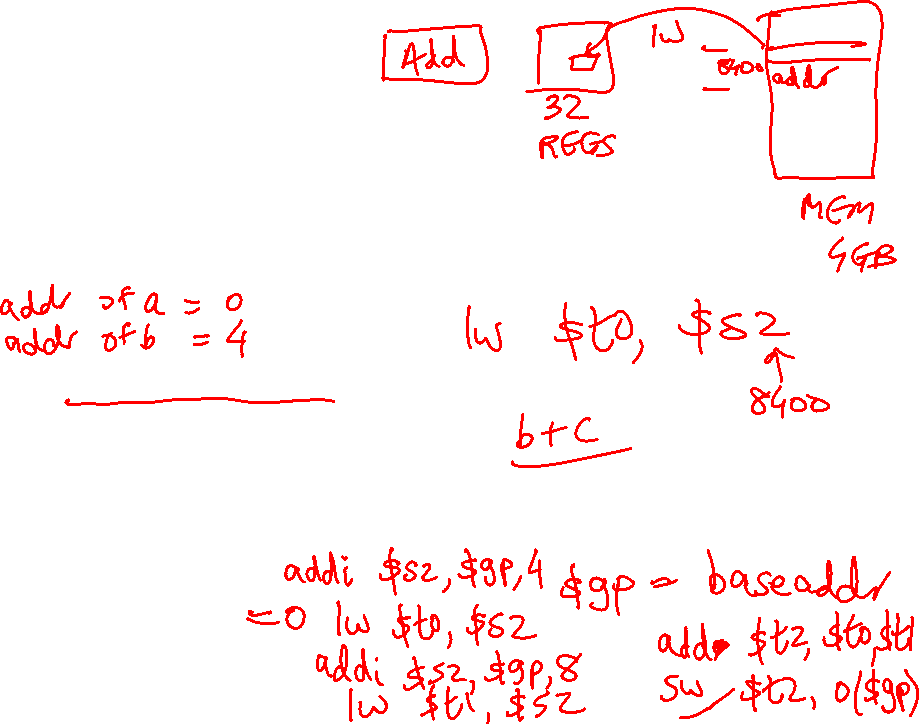 Add
lw
8400
addr
32
REGS
MEM
4GB
addr of a = 0
addr of b = 4
lw $t0, $s2
8400
b+c
addi $s2, $gp, 4
$gp = baseaddr
=0 lw $t0, $s2
addi $s2, $gp, 8
lw $t1, $s2
add $t2, $t0, $t1
sw $t2, 0($gp)